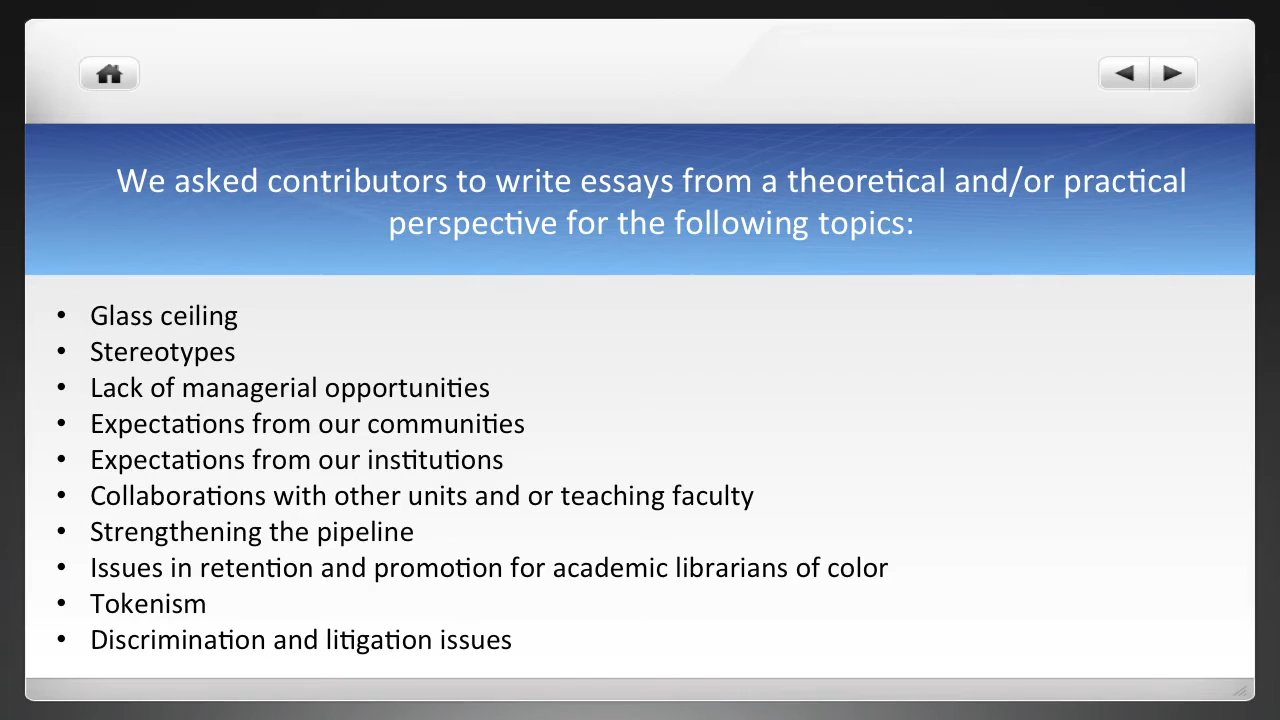 We asked contributors to write essays from a theoretical and/or practical
perspective for the following topics:
• Glass ceiling
• Stereotypes
• Lack of managerial opportunities
• Expectations from our communities
• Expectations from our institutions
• Collaborations with other units and or teaching faculty
• Strengthening the pipeline
• Issues in retention and promotion for academic librarians of color
• Tokenism
• Discrimination and litigation issues